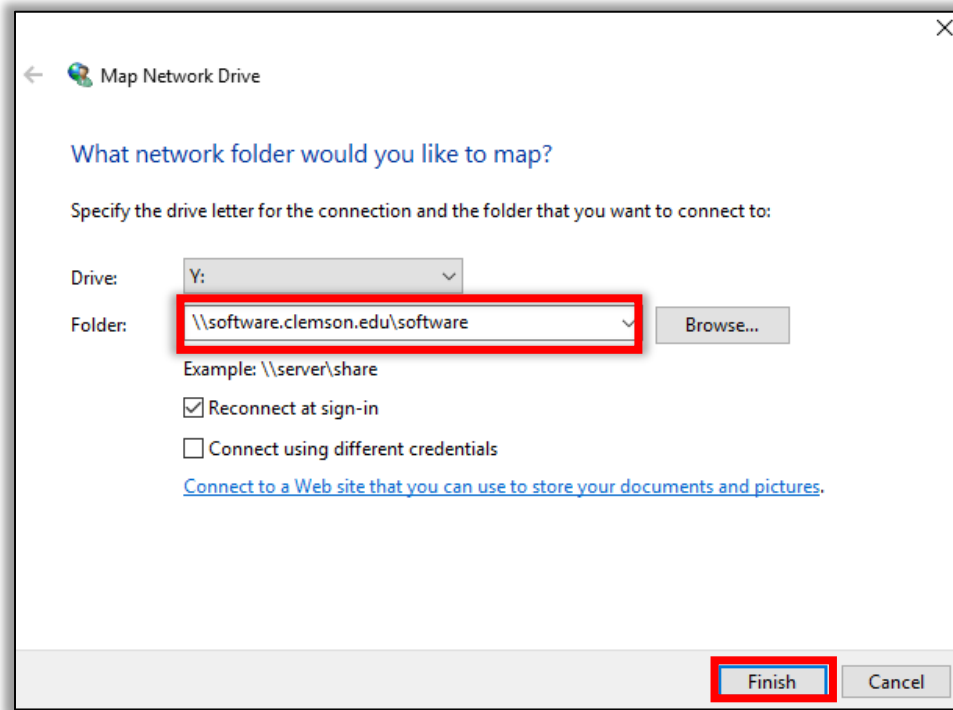 Map Network Drive
What network folder would you like to map?
Specify the drive letter for the connection and the folder that you want to connect to:
Drive: Y:
Folder: \\software.clemson.edu\software Browse...
Example: \\server\share
Reconnect at sign-in
Connect using different credentials
Connect to a Web site that you can use to store your documents and pictures.
Finish Cancel